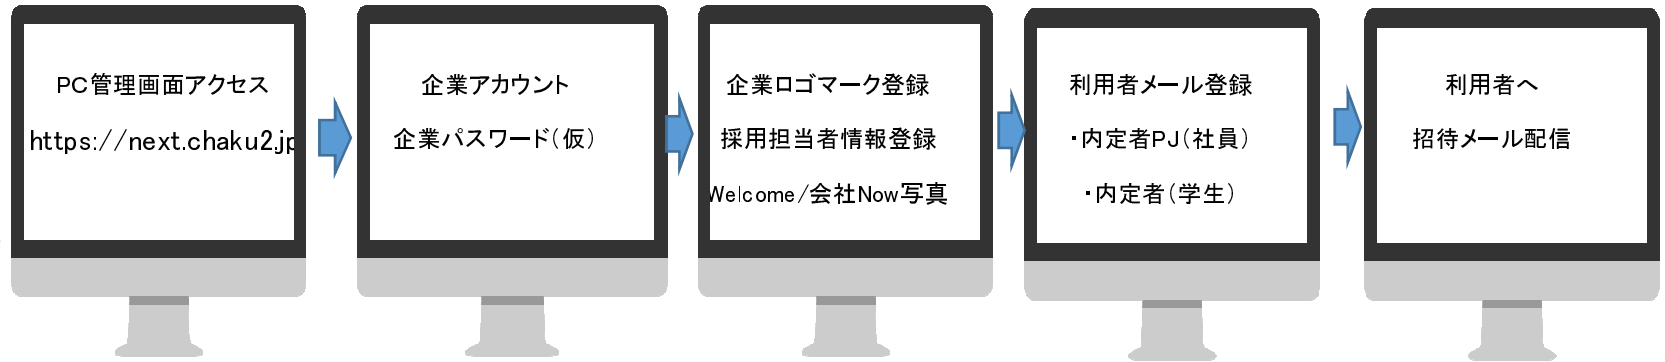 PC管理画面アクセス
https://next.chaku2.jp
企業アカウント
企業パスワード（仮）
企業ロゴマーク登録
採用担当者情報登録
Welcome/会社Now写真
利用者メール登録
・内定者PJ（社員）
・内定者（学生）
利用者へ
招待メール配信